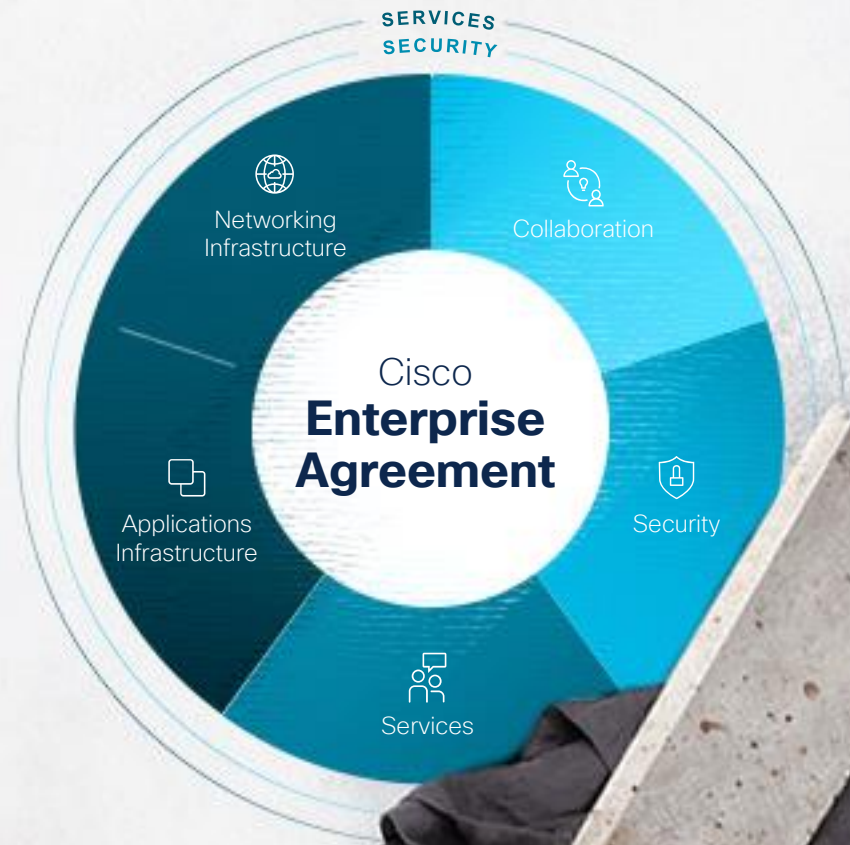 SERVICES
SECURITY
Networking
Infrastructure
Collaboration
Cisco
Enterprise
Agreement
Applications
Infrastructure
Security
Services